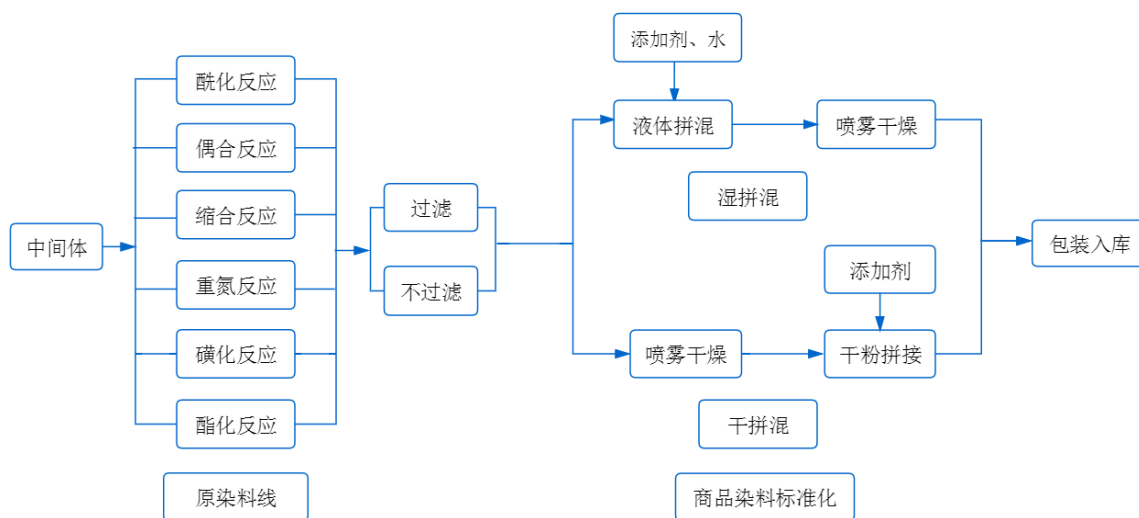 添加剂、水
酰化反应
偶合反应
液体拼混
喷雾干燥
缩合反应
过滤
湿拼混
中间体
包装入库
重氮反应
不过滤
添加剂
磺化反应
喷雾干燥
干粉拼接
酯化反应
干拼混
原染料线
商品染料标准化